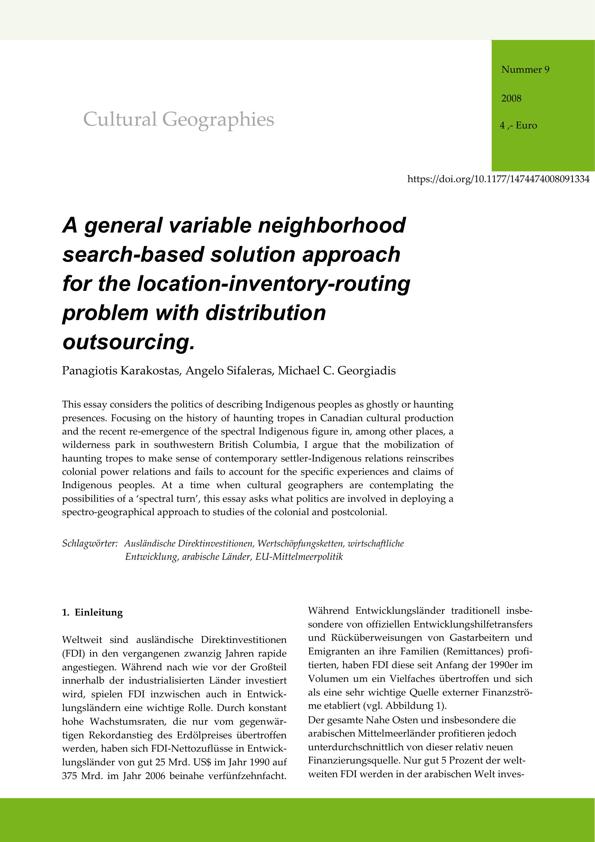 Nummer 9
2008
4 ,- Euro
Cultural Geographies
https://doi.org/10.1177/1474474008091334
A general variable neighborhood
search-based solution approach
for the location-inventory-routing
problem with distribution
outsourcing.
Panagiotis Karakostas, Angelo Sifaleras, Michael C. Georgiadis
This essay considers the politics of describing Indigenous peoples as ghostly or haunting
presences. Focusing on the history of haunting tropes in Canadian cultural production
and the recent re-emergence of the spectral Indigenous figure in, among other places, a
wilderness park in southwestern British Columbia, I argue that the mobilization of
haunting tropes to make sense of contemporary settler-Indigenous relations reinscribes
colonial power relations and fails to account for the specific experiences and claims of
Indigenous peoples. At a time when cultural geographers are contemplating the
possibilities of a ‘spectral turn’, this essay asks what politics are involved in deploying a
spectro-geographical approach to studies of the colonial and postcolonial.
Schlagwörter: Ausländische Direktinvestitionen, Wertschöpfungsketten, wirtschaftliche
Entwicklung, arabische Länder, EU-Mittelmeerpolitik
1. Einleitung
Weltweit sind ausländische Direktinvestitionen
(FDI) in den vergangenen zwanzig Jahren rapide
angestiegen. Während nach wie vor der Großteil
innerhalb der industrialisierten Länder investiert
wird, spielen FDI inzwischen auch in Entwick-
lungsländern eine wichtige Rolle. Durch konstant
hohe Wachstumsraten, die nur vom gegenwär-
tigen Rekordanstieg des Erdölpreises übertroffen
werden, haben sich FDI-Nettozuflüsse in Entwick-
lungsländer von gut 25 Mrd. US$ im Jahr 1990 auf
375 Mrd. im Jahr 2006 beinahe verfünfzehnfacht.
Während Entwicklungsländer traditionell insbe-
sondere von offiziellen Entwicklungshilfetransfers
und Rücküberweisungen von Gastarbeitern und
Emigranten an ihre Familien (Remittances) profi-
tierten, haben FDI diese seit Anfang der 1990er im
Volumen um ein Vielfaches übertroffen und sich
als eine sehr wichtige Quelle externer Finanzströ-
me etabliert (vgl. Abbildung 1).
Der gesamte Nahe Osten und insbesondere die
arabischen Mittelmeerländer profitieren jedoch
unterdurchschnittlich von dieser relativ neuen
Finanzierungsquelle. Nur gut 5 Prozent der welt-
weiten FDI werden in der arabischen Welt inves-